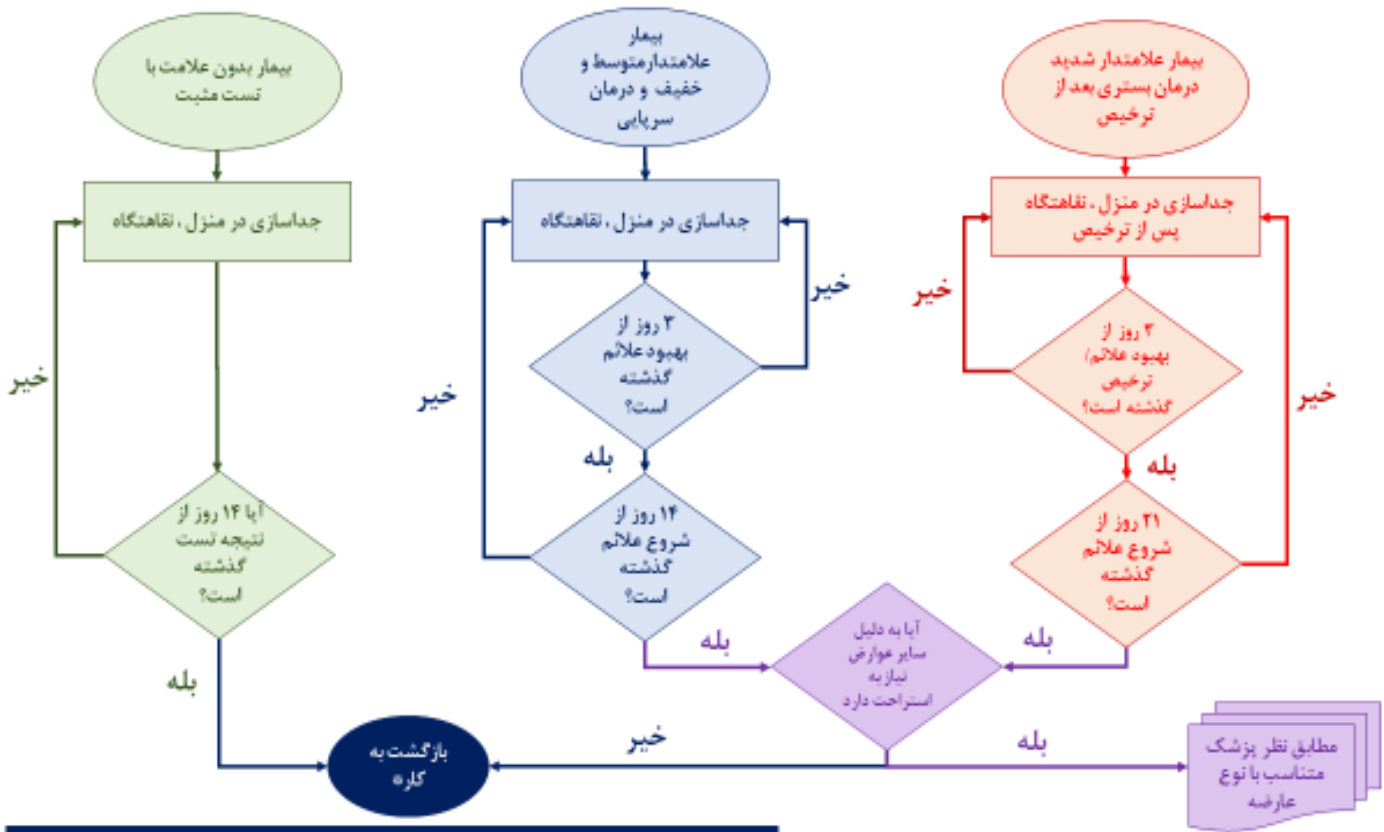 بیمار علامتدار شدید
درمان بستری بعد از
ترخیص
جداسازی در منزل ، نقاهتگاه
پس از ترخیص
خیر
۳ روز از
بهبود علائم/
ترخیص
گذشته است؟
خیر
بله
۲۱ روز از
شروع علائم
گذشته
است؟
بله
بیمار
علامتدارمتوسط و
خفیف و درمان
سرپایی
جداسازی در منزل ، نقاهتگاه
خیر
۳ روز از
بهبود علائم
گذشته
است؟
خیر
بله
۱۴ روز از
شروع علائم
گذشته
است؟
بله
بیمار بدون علامت با
تست مثبت
جداسازی در منزل ، نقاهتگاه
خیر
آیا ۱۴ روز از
نتیجه تست
گذشته
است؟
بله
آیا به دلیل
سایر عوارض
نیاز به
استراحت دارد
بله
خیر
مطابق نظر پزشک
متناسب با نوع
عارضه
بازگشت به
کار*